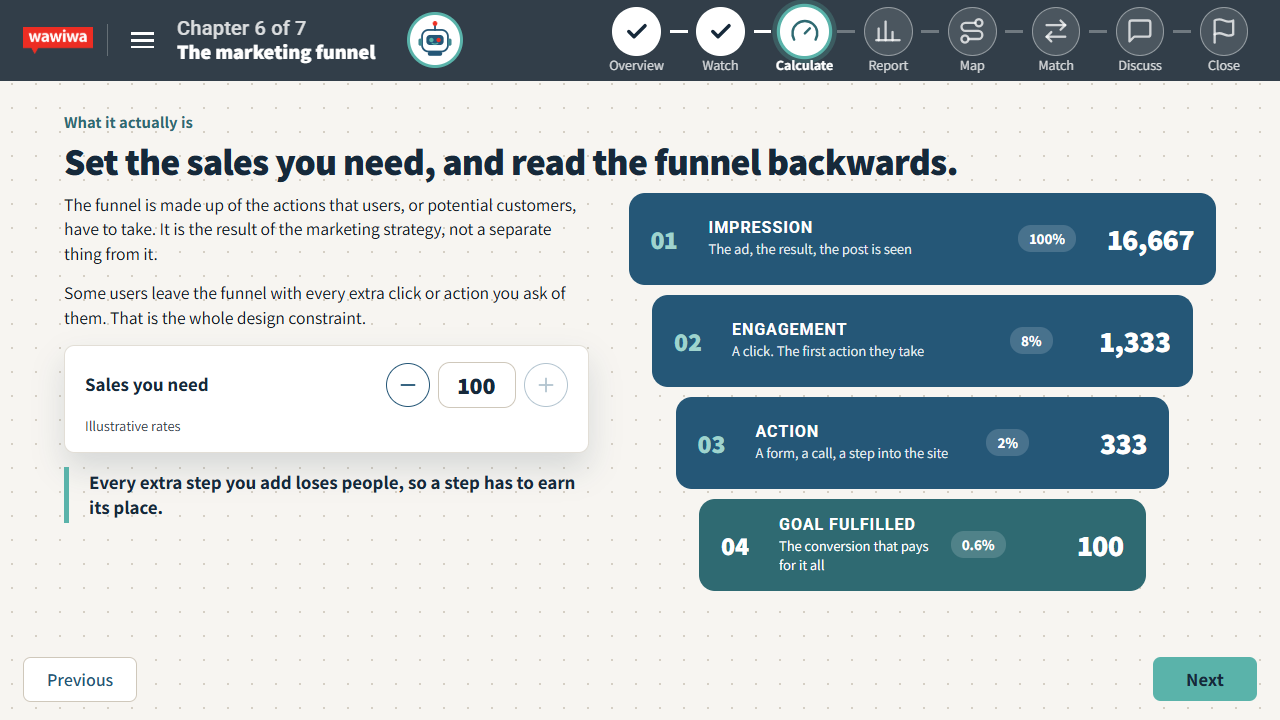 wawiwa
Chapter 6 of 7
The marketing funnel
Overview
Watch
Calculate
Report
Map
Match
Discuss
Close
What it actually is
Set the sales you need, and read the funnel backwards.
The funnel is made up of the actions that users, or potential customers,
have to take. It is the result of the marketing strategy, not a separate
thing from it.
Some users leave the funnel with every extra click or action you ask of
them. That is the whole design constraint.
Sales you need
100
Illustrative rates
Every extra step you add loses people, so a step has to earn
its place.
01
IMPRESSION
The ad, the result, the post is seen
100%
16,667
02
ENGAGEMENT
A click. The first action they take
8%
1,333
03
ACTION
A form, a call, a step into the site
2%
333
04
GOAL FULFILLED
The conversion that pays
for it all
0.6%
100
Previous
Next